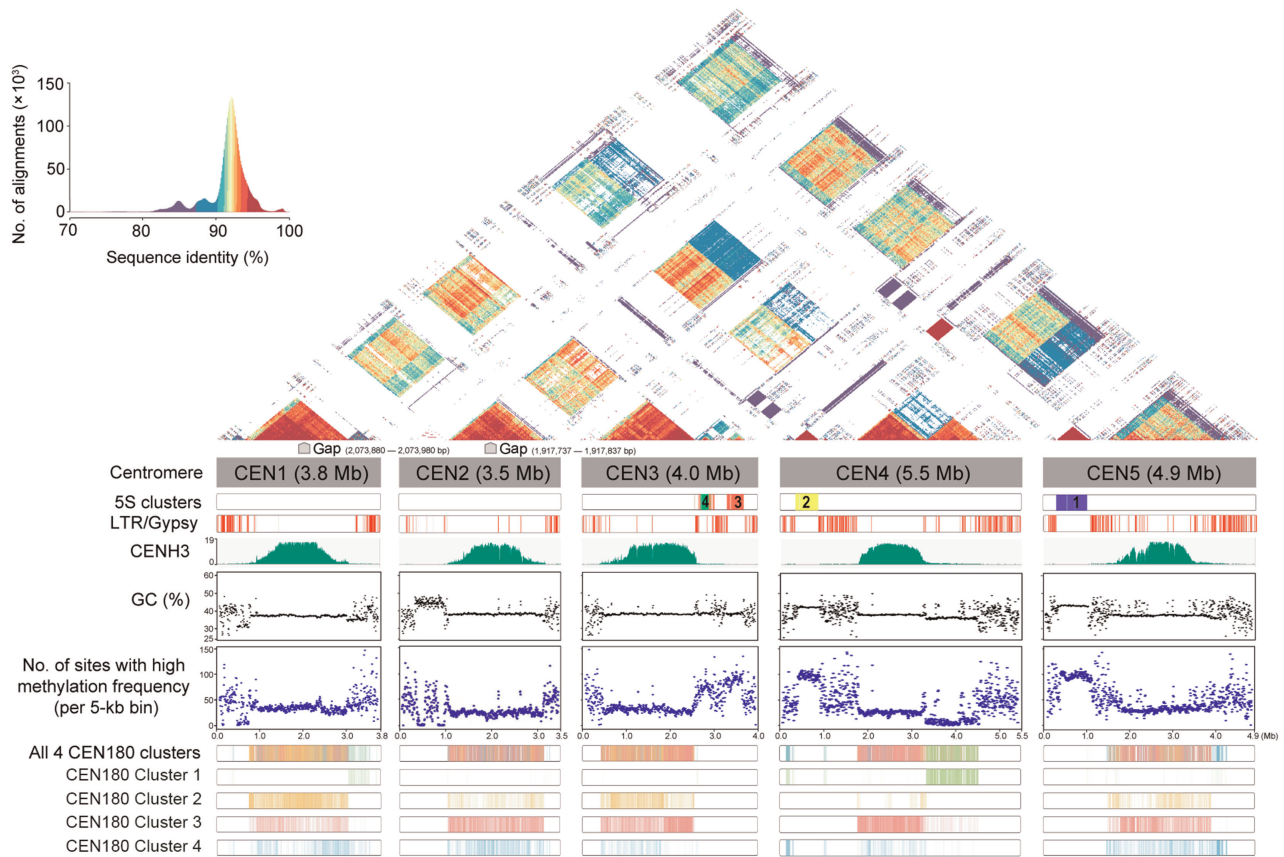 No. of alignments (×10³)
150
100
50
0
70 80 90 100
Sequence identity (%)
Gap (2,073,880 — 2,073,980 bp) Gap (1,917,737 — 1,917,837 bp)
Centromere CEN1 (3.8 Mb) CEN2 (3.5 Mb) CEN3 (4.0 Mb) CEN4 (5.5 Mb) CEN5 (4.9 Mb)
5S clusters 4 3 2 1
LTR/Gypsy
CENH3 19 0
GC (%) 60 50 40 30 25
No. of sites with high
methylation frequency
(per 5-kb bin)
150
100
50
0
0.0 1.0 2.0 3.0 3.8 0.0 1.0 2.0 3.0 3.5 0.0 1.0 2.0 3.0 4.0 0.0 1.0 2.0 3.0 4.0 5.0 5.5 0.0 1.0 2.0 3.0 4.0 4.9 (Mb)
All 4 CEN180 clusters
CEN180 Cluster 1
CEN180 Cluster 2
CEN180 Cluster 3
CEN180 Cluster 4